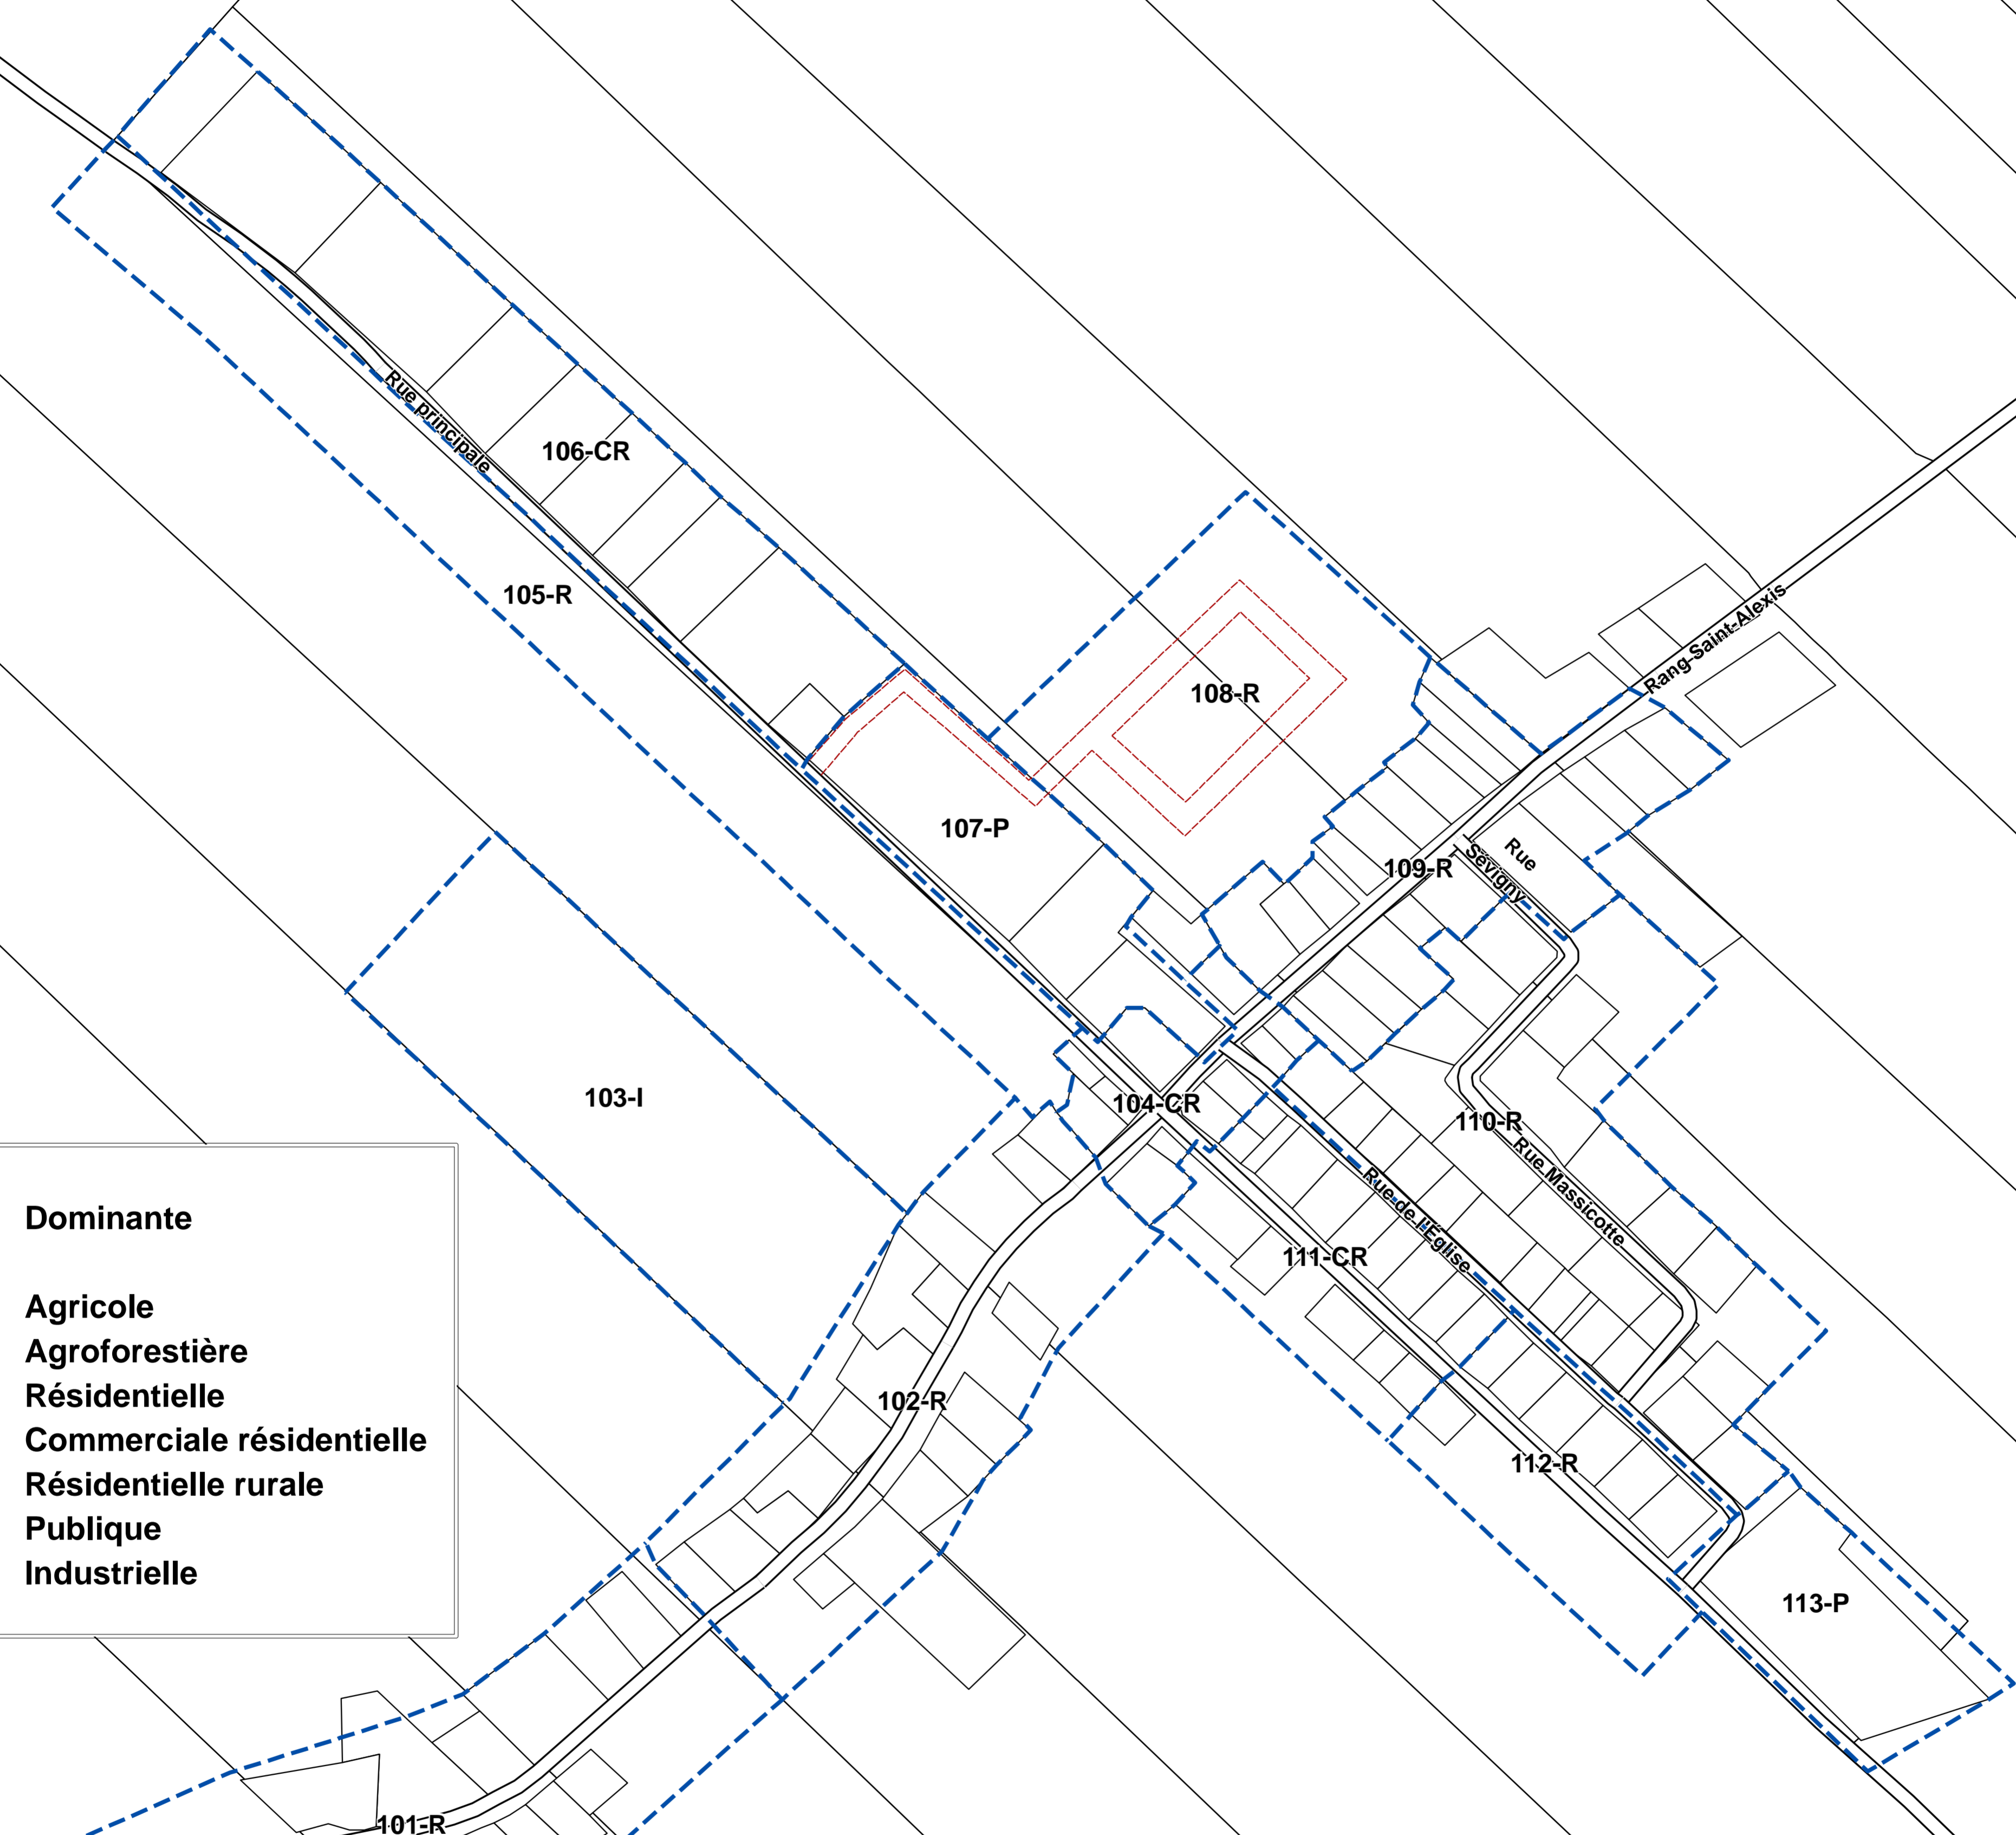 Rue principale
106-CR
105-R
108-R
Rang Saint-Alexis
107-P
Rue
Sévigny
109-R
103-I
104-CR
110-R
Rue Massicotte
Rue de l'Église
111-CR
102-R
112-R
113-P
101-R
Dominante
Agricole
Agroforestière
Résidentielle
Commerciale résidentielle
Résidentielle rurale
Publique
Industrielle